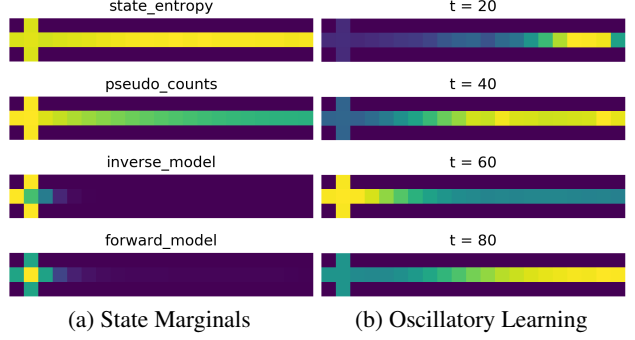 state_entropy
t = 20
pseudo_counts
t = 40
inverse_model
t = 60
forward_model
t = 80
(a) State Marginals
(b) Oscillatory Learning